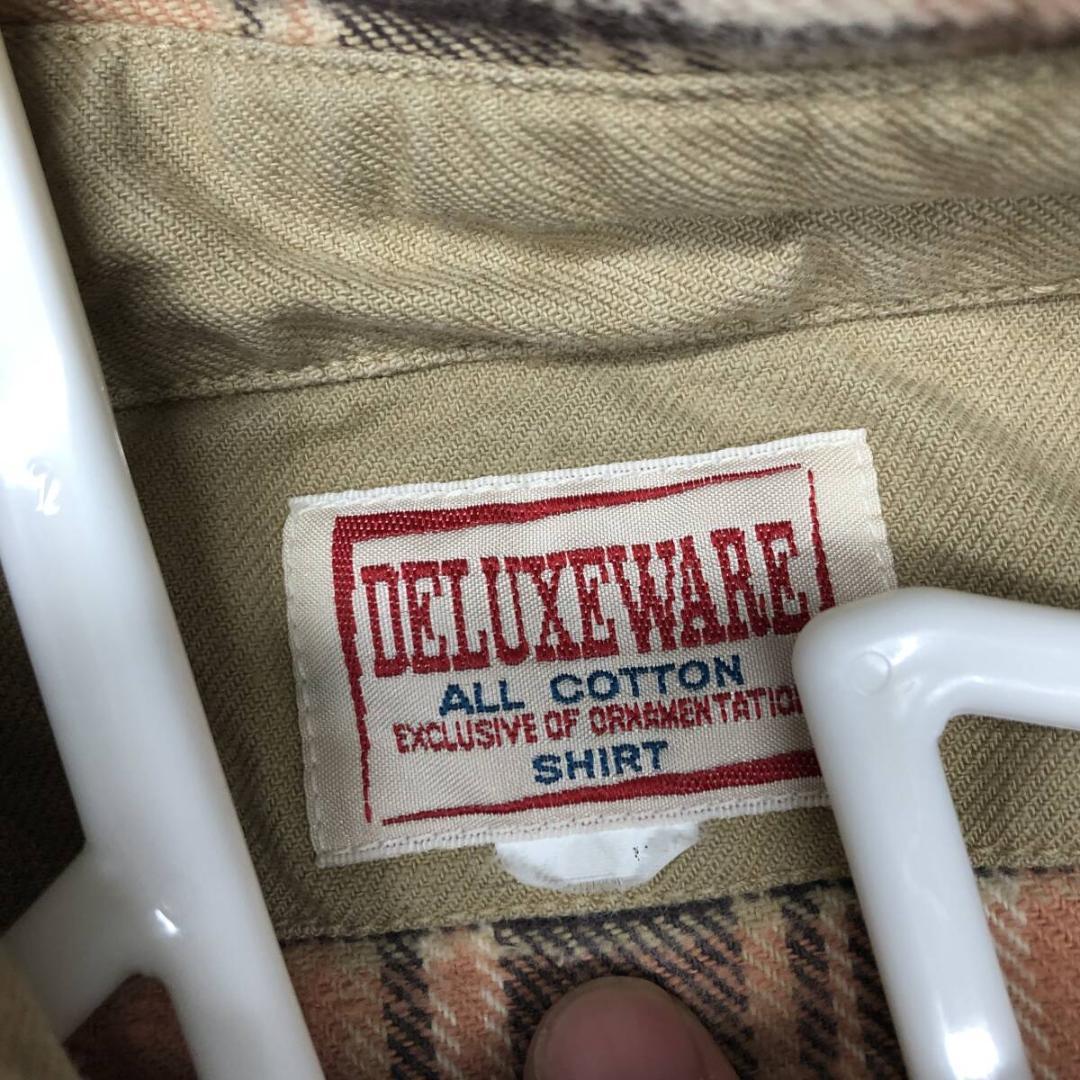 DELUXEWARE
ALL COTTON
EXCLUSIVE OF ORNAMENTATIO
SHIRT